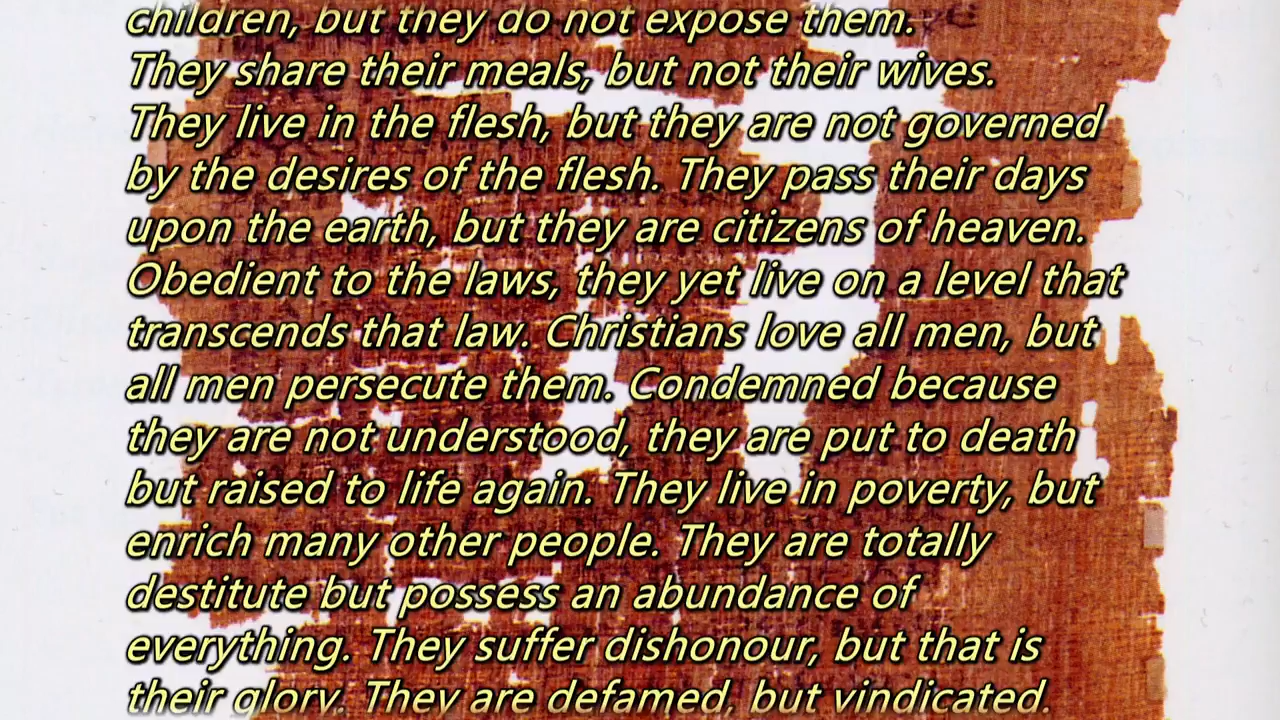 children, but they do not expose them.
They share their meals, but not their wives.
They live in the flesh, but they are not governed
by the desires of the flesh. They pass their days
upon the earth, but they are citizens of heaven.
Obedient to the laws, they yet live on a level that
transcends that law. Christians love all men, but
all men persecute them. Condemned because
they are not understood, they are put to death
but raised to life again. They live in poverty, but
enrich many other people. They are totally
destitute but possess an abundance of
everything. They suffer dishonour, but that is
their glory. They are defamed, but vindicated.